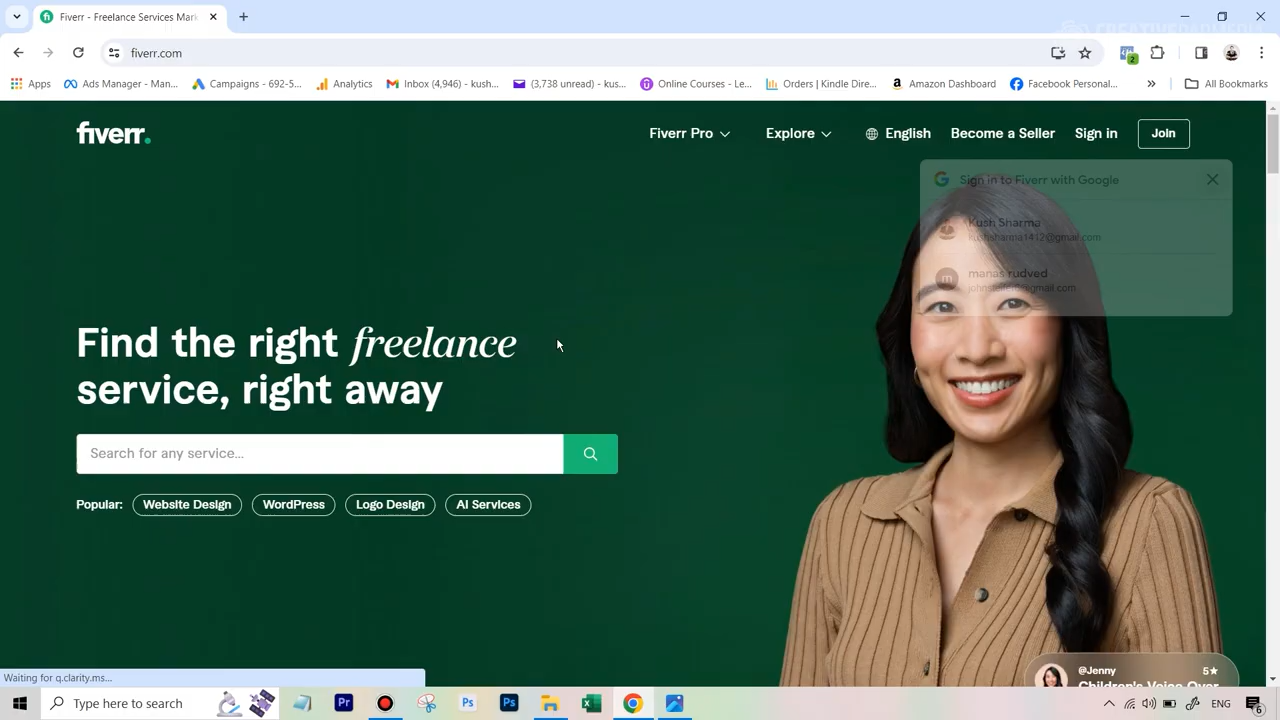 Fiverr - Freelance Services Mark
fiverr.com
Apps
Ads Manager - Man...
Campaigns - 692-5...
Analytics
Inbox (4,946) - kush...
(3,738 unread) - kus...
Online Courses - Le...
Orders | Kindle Dire...
Amazon Dashboard
Facebook Personal...
All Bookmarks
fiverr.
Fiverr Pro
Explore
English
Become a Seller
Sign in
Join
Sign in to Fiverr with Google
Kush Sharma
manas rudved
Find the right freelance
service, right away
Search for any service...
Popular:
Website Design
WordPress
Logo Design
AI Services
@Jenny
5★
Children's Voice Over
Waiting for q.clarity.ms...
Type here to search
ENG